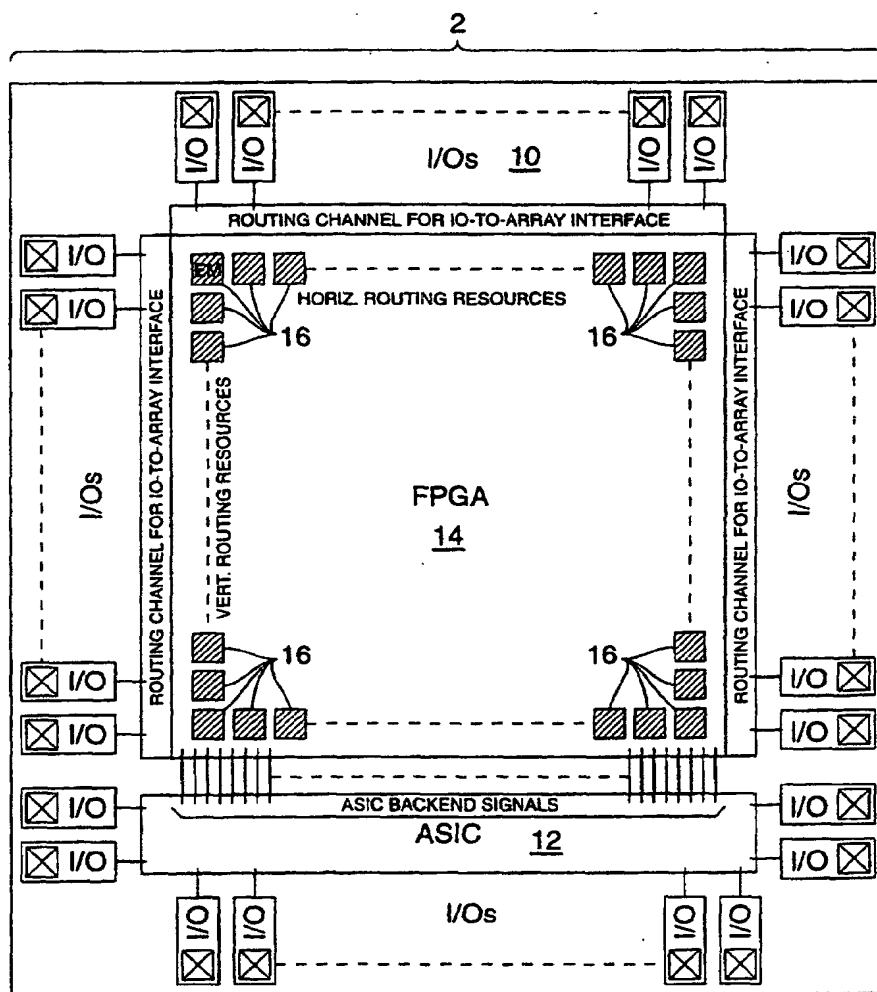 2
I/O I/O I/O I/O
I/Os 10
ROUTING CHANNEL FOR IO-TO-ARRAY INTERFACE
I/O I/O
EM
I/O I/O
HORIZ. ROUTING RESOURCES
16 16
ROUTING CHANNEL FOR IO-TO-ARRAY INTERFACE
VERT. ROUTING RESOURCES
ROUTING CHANNEL FOR IO-TO-ARRAY INTERFACE
I/Os
I/Os
FPGA
14
16 16
I/O I/O
I/O I/O
ASIC BACKEND SIGNALS
I/O I/O
ASIC 12
I/O I/O
I/O I/O I/O I/O
I/Os